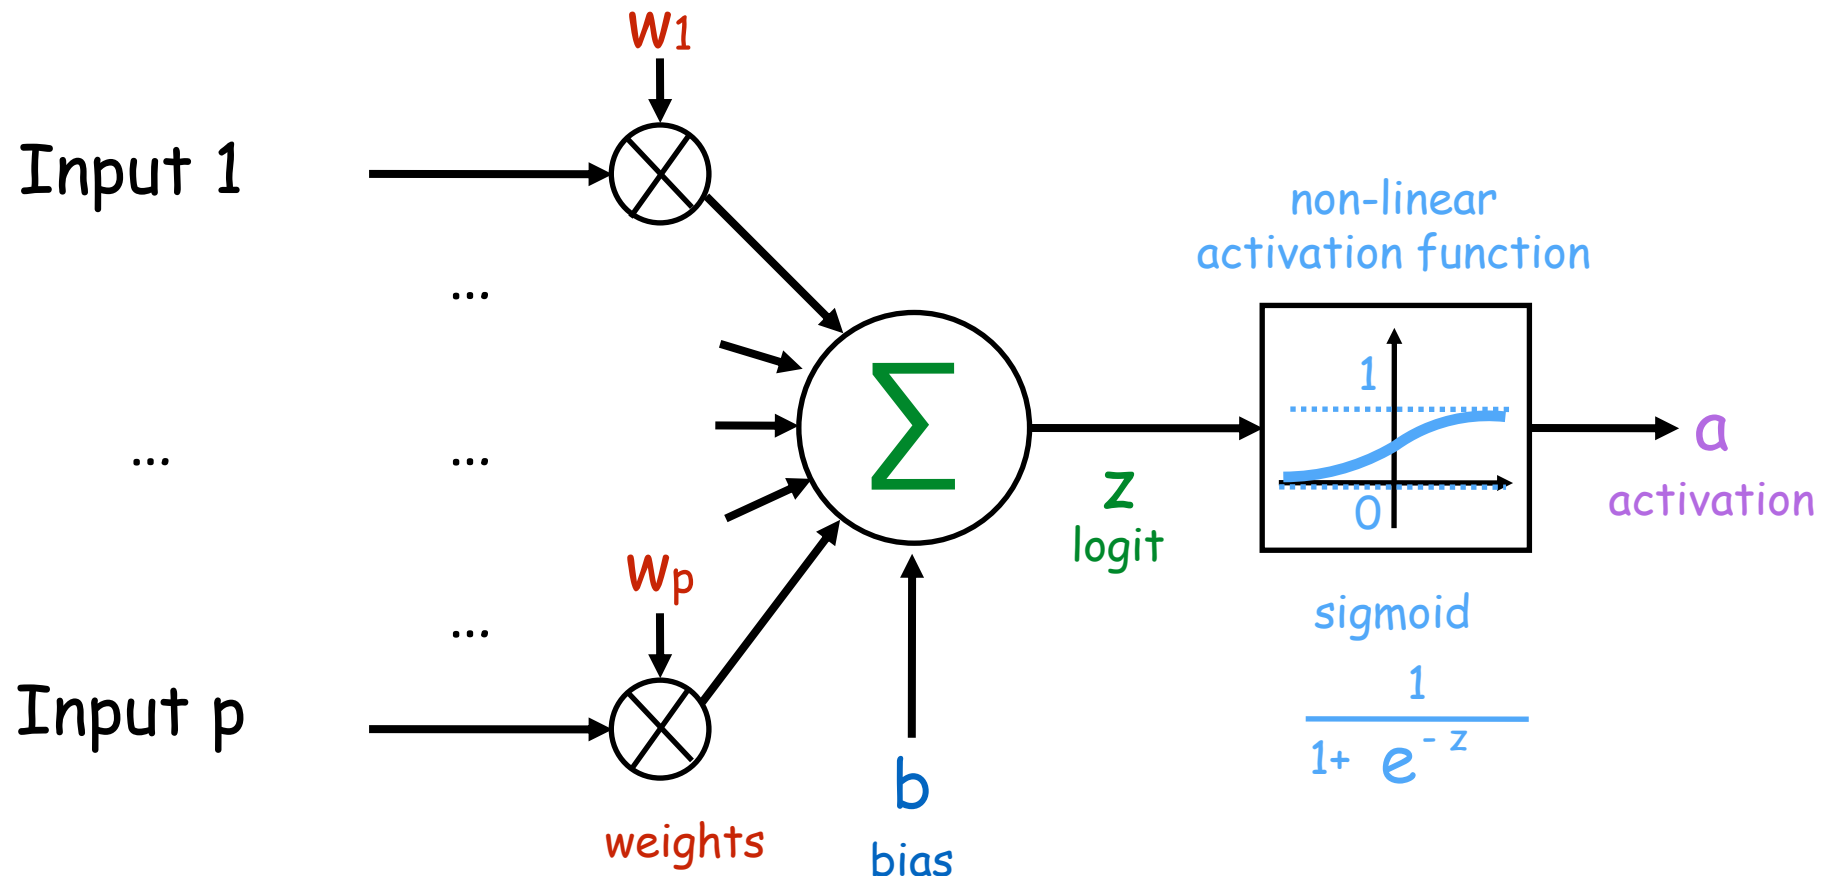 w1
Input 1
...
...
...
...
wp
Input p
weights
Σ
b
bias
z
logit
non-linear
activation function
1
0
sigmoid
1
1+ e - z
a
activation